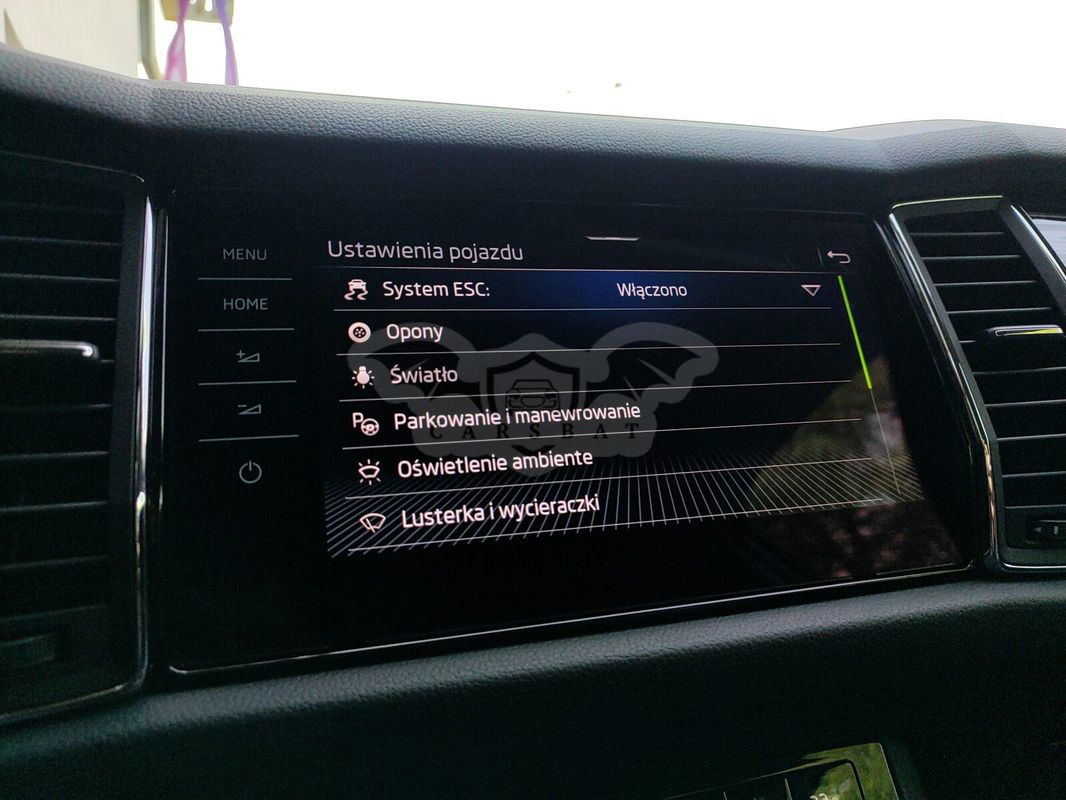 MENU
HOME
Ustawienia pojazdu
System ESC: Włączono
Opony
Światło
Parkowanie i manewrowanie
CARSBAT
Oświetlenie ambiente
Lusterka i wycieraczki